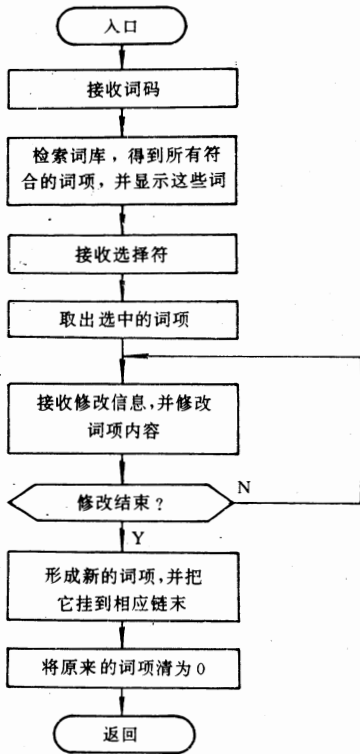 入口
接收词码
检索词库，得到所有符
合的词项，并显示这些词
接收选择符
取出选中的词项
接收修改信息，并修改
词项内容
修改结束？
N
Y
形成新的词项，并把
它挂到相应链末
将原来的词项清为0
返回